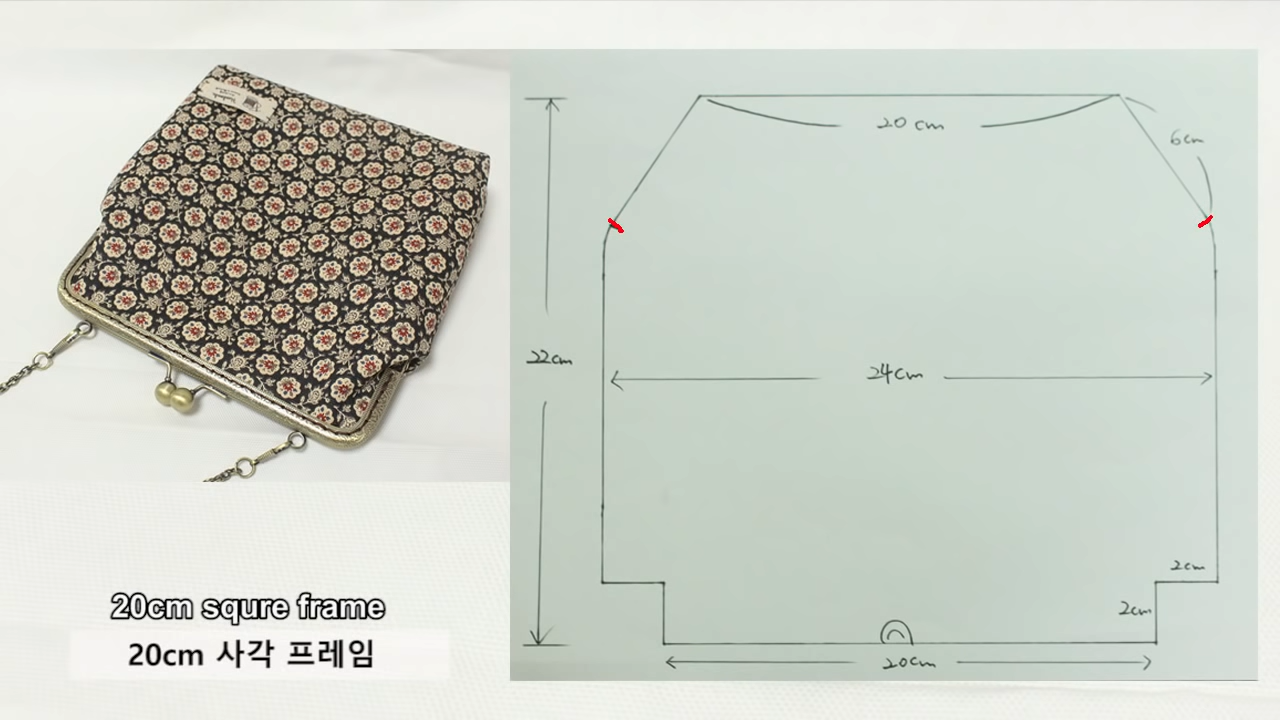 20cm
6cm
22cm
24cm
2cm
2cm
20cm
20cm squre frame
20cm 사각 프레임